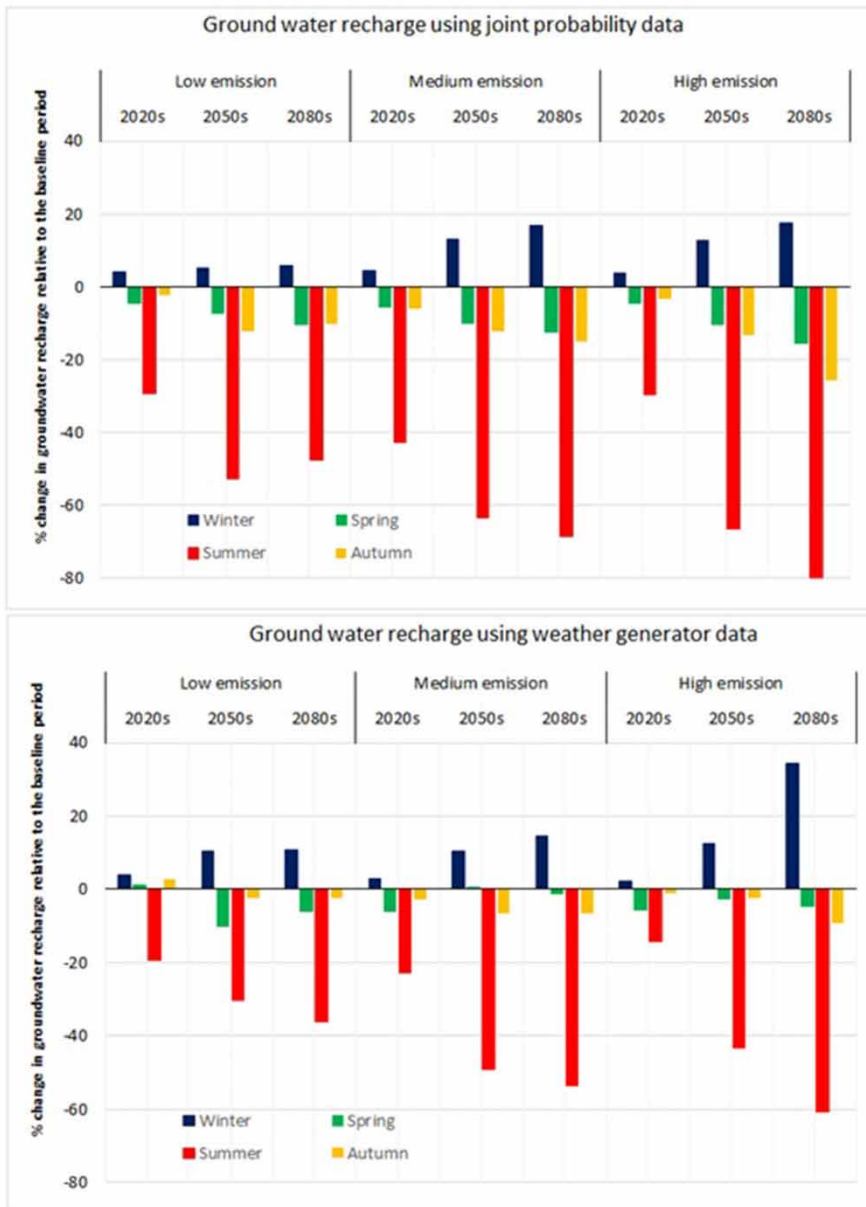 Ground water recharge using joint probability data
Low emission Medium emission High emission
2020s 2050s 2080s 2020s 2050s 2080s 2020s 2050s 2080s
% change in groundwater recharge relative to the baseline period
40
20
0
-20
-40
-60
-80
Winter Spring
Summer Autumn
Ground water recharge using weather generator data
Low emission Medium emission High emission
2020s 2050s 2080s 2020s 2050s 2080s 2020s 2050s 2080s
% change in groundwater recharge relative to the baseline period
40
20
0
-20
-40
-60
-80
Winter Spring
Summer Autumn